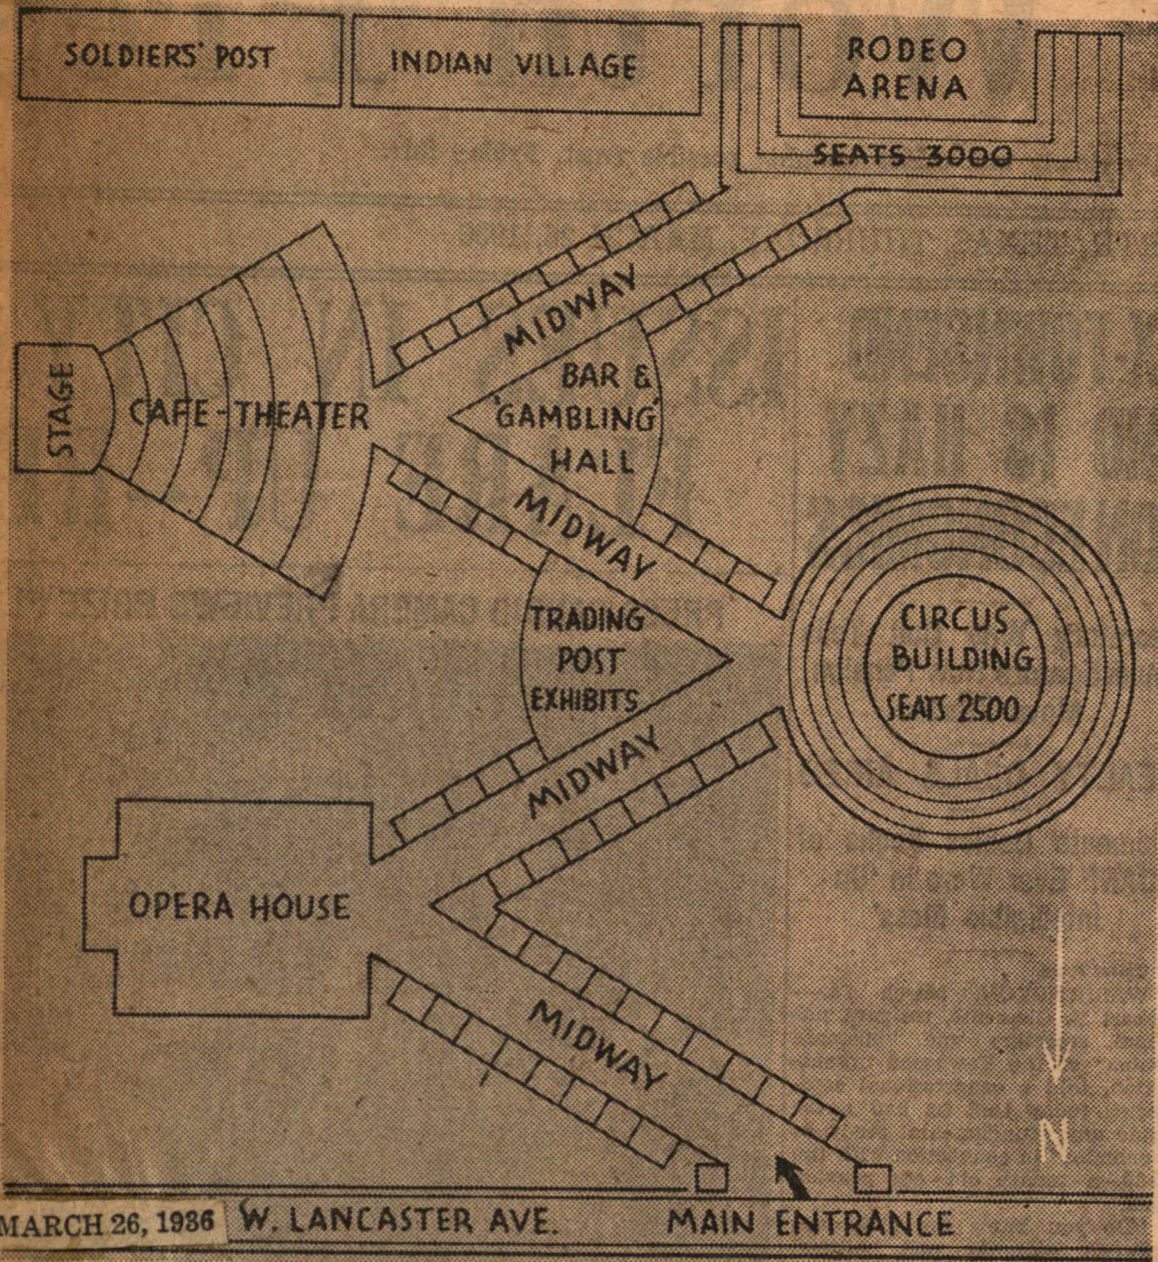 SOLDIERS' POST
INDIAN VILLAGE
RODEO
ARENA
SEATS 3000
MIDWAY
STAGE
CAFE-THEATER
BAR &
'GAMBLING'
HALL
MIDWAY
TRADING
POST
EXHIBITS
CIRCUS
BUILDING
SEATS 2500
MIDWAY
OPERA HOUSE
MIDWAY
N
MARCH 26, 1936
W. LANCASTER AVE.
MAIN ENTRANCE